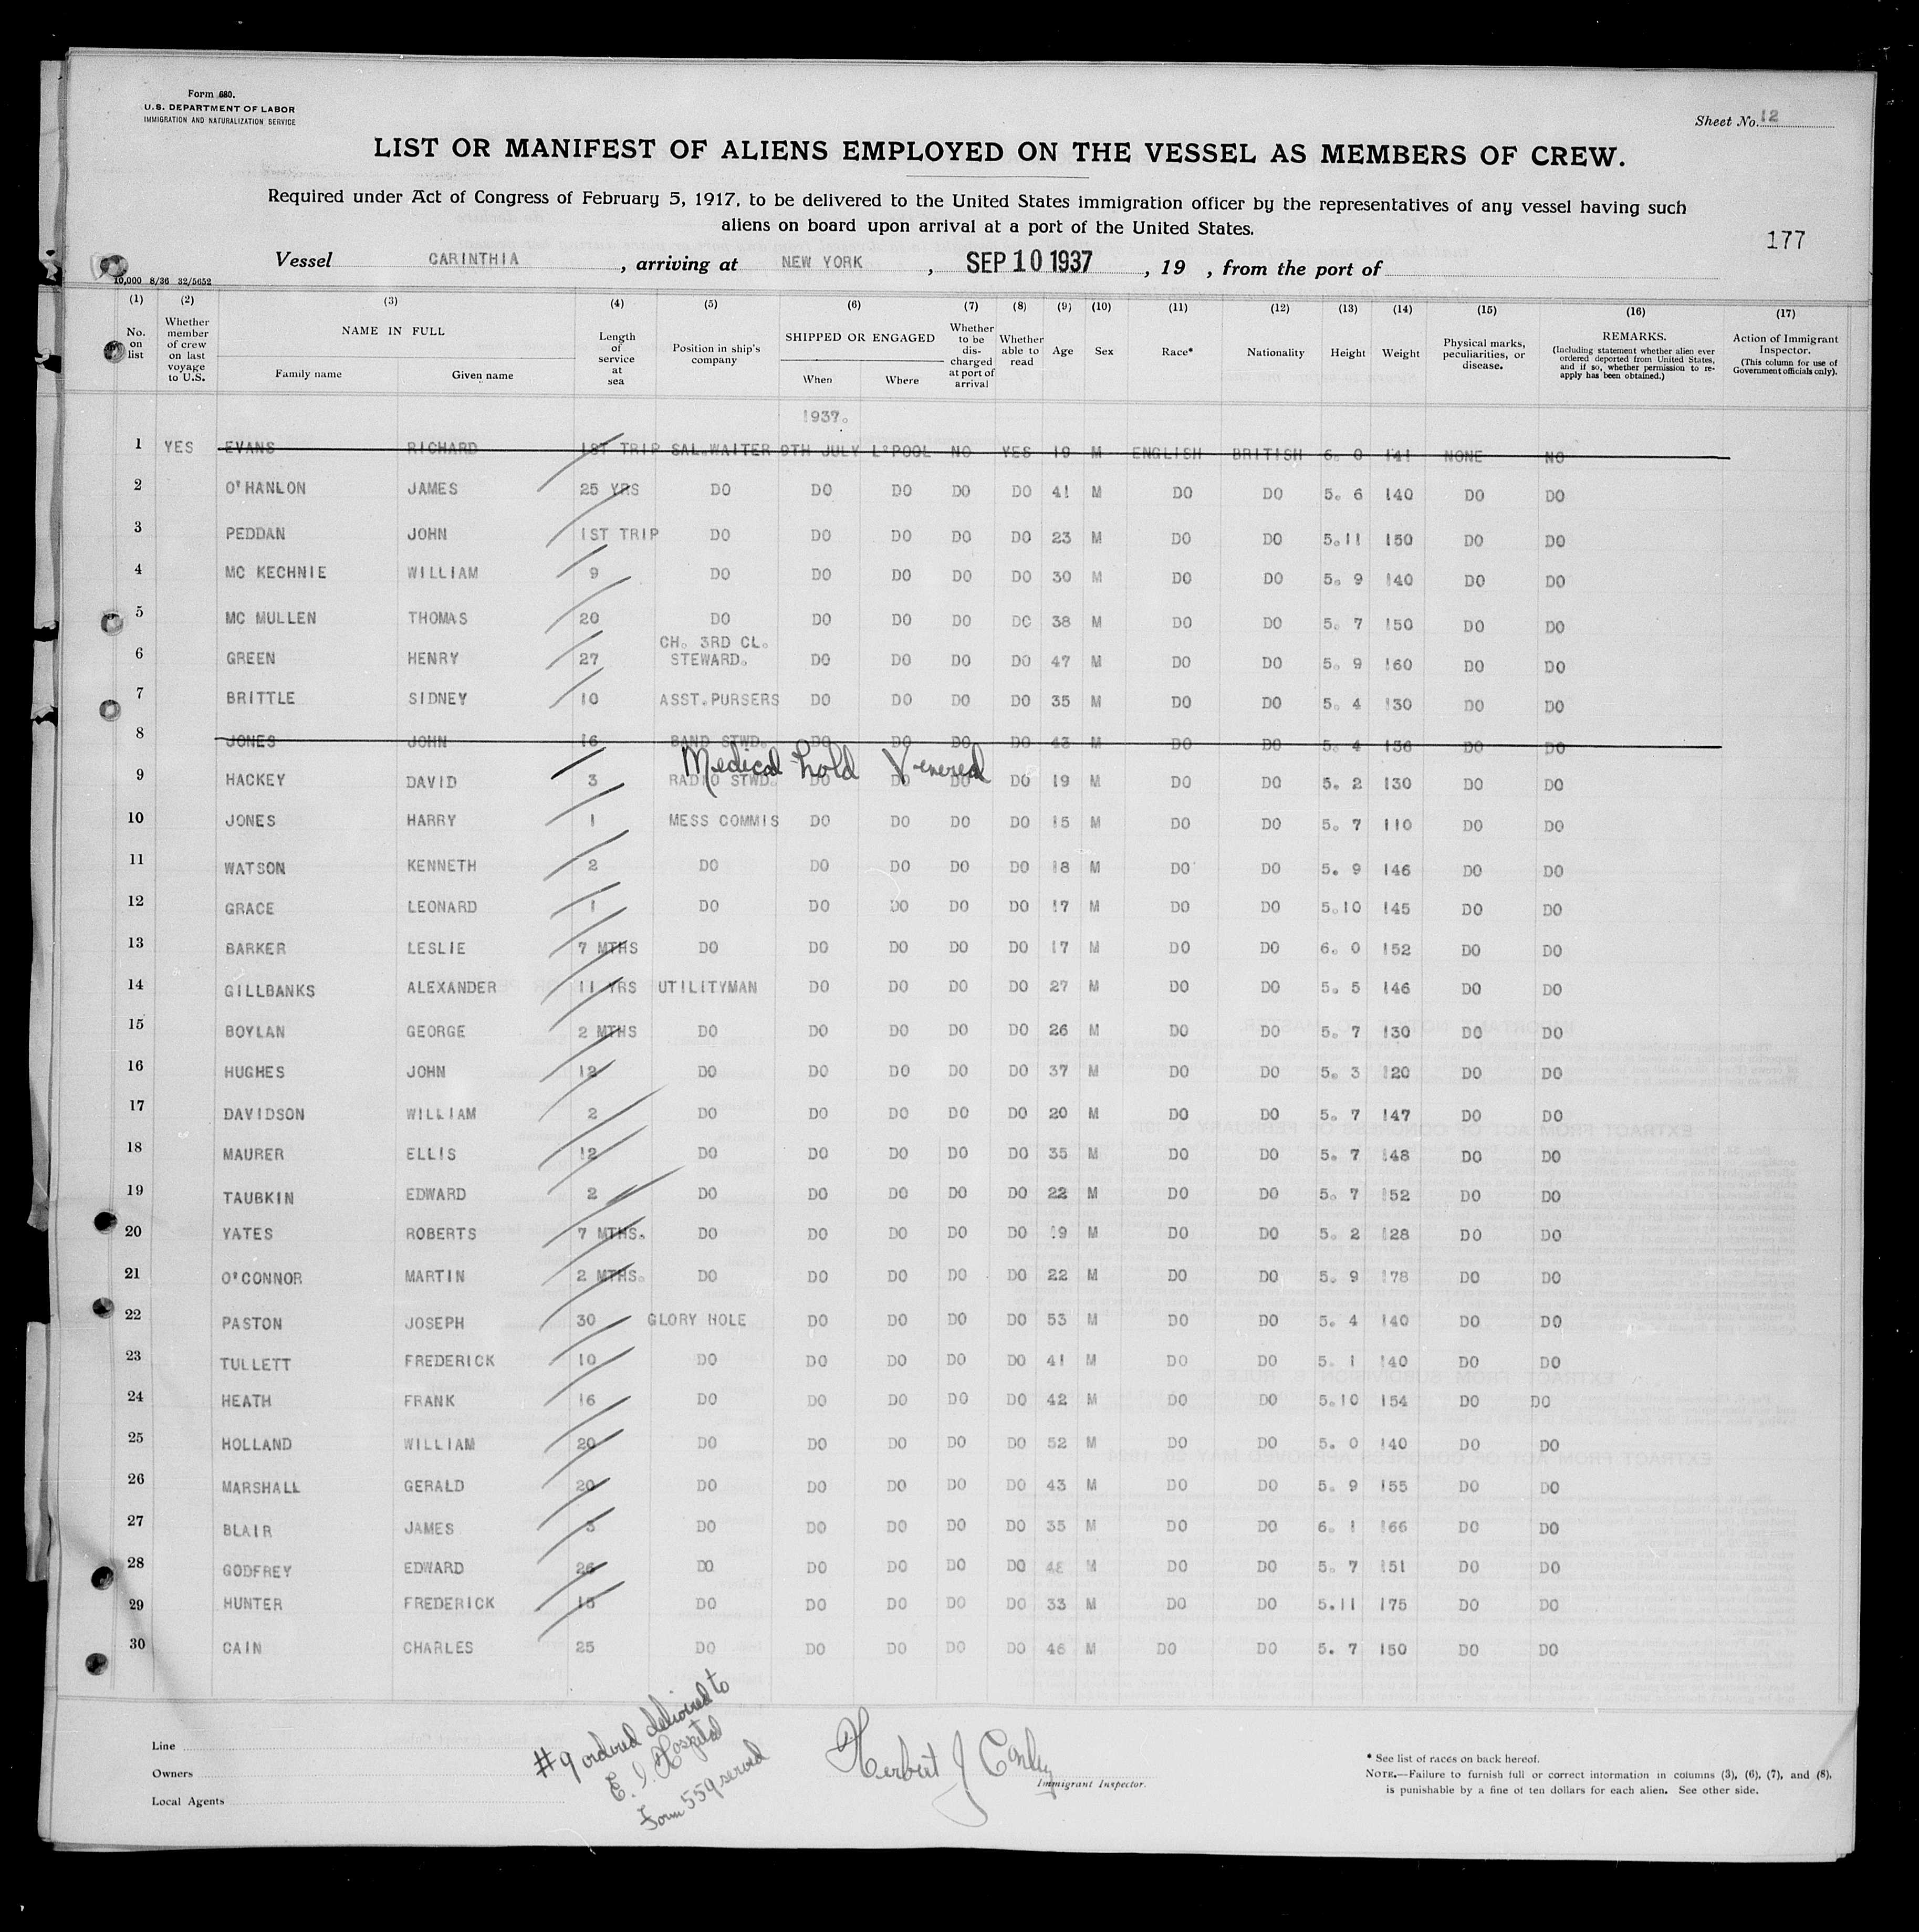 Form 680.
U.S. DEPARTMENT OF LABOR
IMMIGRATION AND NATURALIZATION SERVICE
Sheet No. 12
LIST OR MANIFEST OF ALIENS EMPLOYED ON THE VESSEL AS MEMBERS OF CREW.
Required under Act of Congress of February 5, 1917, to be delivered to the United States immigration officer by the representatives of any vessel having such
aliens on board upon arrival at a port of the United States.
177
Vessel CARINTHIA , arriving at NEW YORK , SEP 10 1937 , 19 , from the port of
10,000 8/36 32/5652
(1) (2) (3) (4) (5) (6) (7) (8) (9) (10) (11) (12) (13) (14) (15) (16) (17)
No. on list
Whether member of crew on last voyage to U.S.
NAME IN FULL
Family name Given name
Length of service at sea
Position in ship's company
SHIPPED OR ENGAGED
When Where
Whether to be discharged at port of arrival
Whether able to read
Age
Sex
Race*
Nationality
Height
Weight
Physical marks, peculiarities, or disease.
REMARKS.
(Including statement whether alien ever ordered deported from United States, and if so, whether permission to re-apply has been obtained.)
Action of Immigrant Inspector.
(This column for use of Government officials only).
1937.
1 YES EVANS RICHARD 1ST TRIP SAL.WAITER 9TH JULY L'POOL NO YES 19 M ENGLISH BRITISH 6. 0 141 NONE NO
2 O'HANLON JAMES 25 YRS DO DO DO DO DO 41 M DO DO 5. 6 140 DO DO
3 PEDDAN JOHN 1ST TRIP DO DO DO DO DO 23 M DO DO 5.11 150 DO DO
4 MC KECHNIE WILLIAM 9 DO DO DO DO DO 30 M DO DO 5. 9 140 DO DO
5 MC MULLEN THOMAS 20 DO DO DO DO DO 38 M DO DO 5. 7 150 DO DO
6 GREEN HENRY 27 CH. 3RD CL. STEWARD. DO DO DO DO 47 M DO DO 5. 9 160 DO DO
7 BRITTLE SIDNEY 10 ASST.PURSERS DO DO DO DO 35 M DO DO 5. 4 130 DO DO
8 JONES JOHN 16 BAND STWD. DO DO DO DO 43 M DO DO 5. 4 136 DO DO
Medical hold Venereal
9 HACKEY DAVID 3 RADIO STWD. DO DO DO DO 19 M DO DO 5. 2 130 DO DO
10 JONES HARRY 1 MESS COMMIS DO DO DO DO 15 M DO DO 5. 7 110 DO DO
11 WATSON KENNETH 2 DO DO DO DO DO 18 M DO DO 5. 9 146 DO DO
12 GRACE LEONARD 1 DO DO DO DO DO 17 M DO DO 5.10 145 DO DO
13 BARKER LESLIE 7 MTHS DO DO DO DO DO 17 M DO DO 6. 0 152 DO DO
14 GILLBANKS ALEXANDER 11 YRS UTILITYMAN DO DO DO DO 27 M DO DO 5. 5 146 DO DO
15 BOYLAN GEORGE 2 MTHS DO DO DO DO DO 26 M DO DO 5. 7 130 DO DO
16 HUGHES JOHN 12 DO DO DO DO DO 37 M DO DO 5. 3 120 DO DO
17 DAVIDSON WILLIAM 2 DO DO DO DO DO 20 M DO DO 5. 7 147 DO DO
18 MAURER ELLIS 12 DO DO DO DO DO 35 M DO DO 5. 7 148 DO DO
19 TAUBKIN EDWARD 2 DO DO DO DO DO 22 M DO DO 5. 7 152 DO DO
20 YATES ROBERTS 7 MTHS. DO DO DO DO DO 19 M DO DO 5. 2 128 DO DO
21 O'CONNOR MARTIN 2 MTHS. DO DO DO DO DO 22 M DO DO 5. 9 178 DO DO
22 PASTON JOSEPH 30 GLORY HOLE DO DO DO DO 53 M DO DO 5. 4 140 DO DO
23 TULLETT FREDERICK 10 DO DO DO DO DO 41 M DO DO 5. 1 140 DO DO
24 HEATH FRANK 16 DO DO DO DO DO 42 M DO DO 5.10 154 DO DO
25 HOLLAND WILLIAM 20 DO DO DO DO DO 52 M DO DO 5. 0 140 DO DO
26 MARSHALL GERALD 20 DO DO DO DO DO 43 M DO DO 5. 9 155 DO DO
27 BLAIR JAMES 3 DO DO DO DO DO 35 M DO DO 6. 1 166 DO DO
28 GODFREY EDWARD 26 DO DO DO DO DO 48 M DO DO 5. 7 151 DO DO
29 HUNTER FREDERICK 15 DO DO DO DO DO 33 M DO DO 5.11 175 DO DO
30 CAIN CHARLES 25 DO DO DO DO DO 46 M DO DO 5. 7 150 DO DO
Line
Owners
Local Agents
#9 ordered delivered to
E. I. Hospital
Form 559 served
Herbert J Conley
Immigrant Inspector.
* See list of races on back hereof.
NOTE.—Failure to furnish full or correct information in columns (3), (6), (7), and (8),
is punishable by a fine of ten dollars for each alien. See other side.